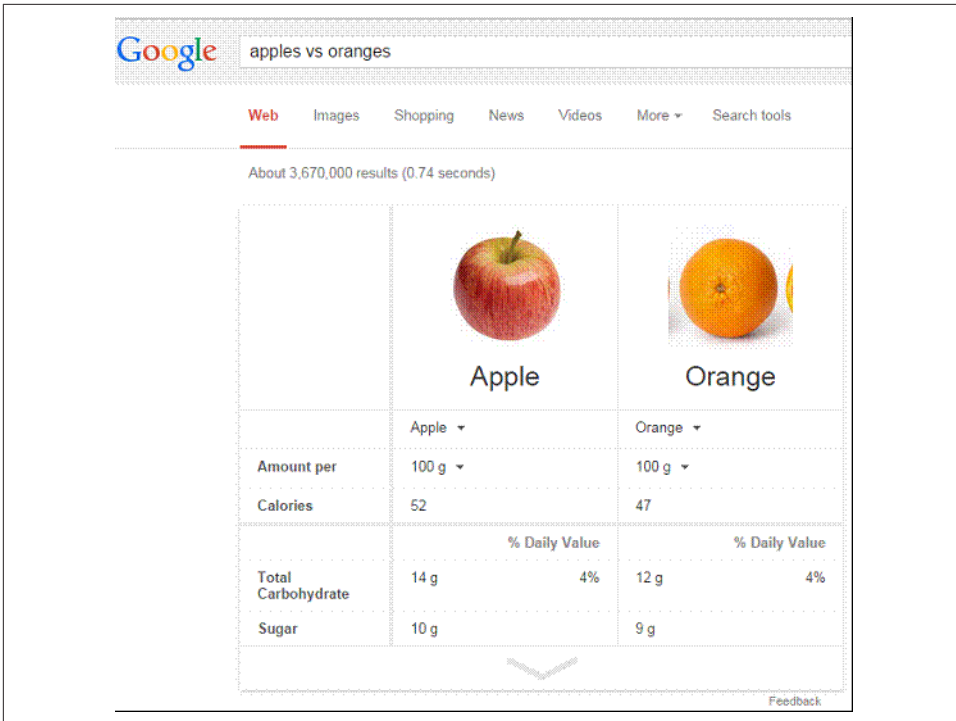 Google apples vs oranges
Web Images Shopping News Videos More Search tools
About 3,670,000 results (0.74 seconds)
Apple Orange
Apple Orange
Amount per 100 g 100 g
Calories 52 47
% Daily Value % Daily Value
Total Carbohydrate 14 g 4% 12 g 4%
Sugar 10 g 9 g
Feedback